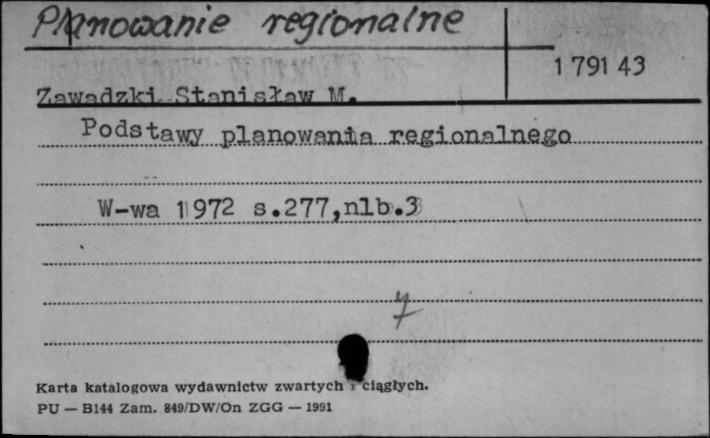 Planowanie regionalne
1 791 43
Zawadzki Stanisław M.
Podstawy planowania regionalnego
W-wa 1972 s.277,nlb.3
7
Karta katalogowa wydawnictw zwartych i ciągłych.
PU — B144 Zam. 849/DW/On ZGG — 1991